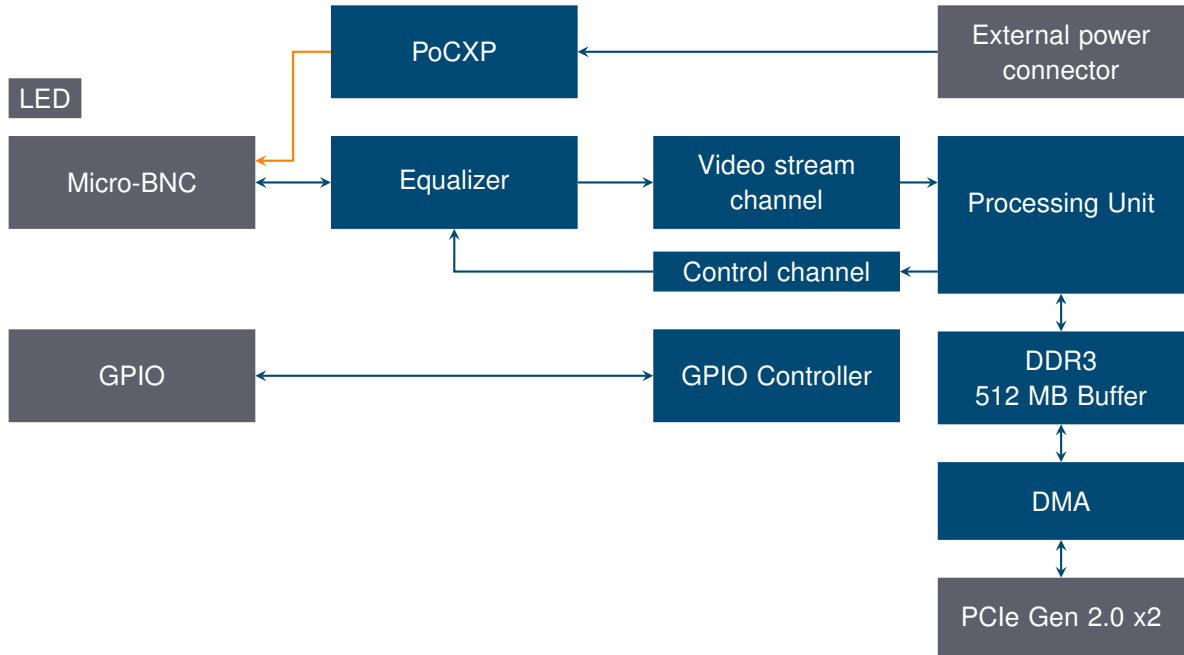 PoCXP
External power
connector
LED
Micro-BNC
Equalizer
Video stream
channel
Processing Unit
Control channel
GPIO
GPIO Controller
DDR3
512 MB Buffer
DMA
PCIe Gen 2.0 x2